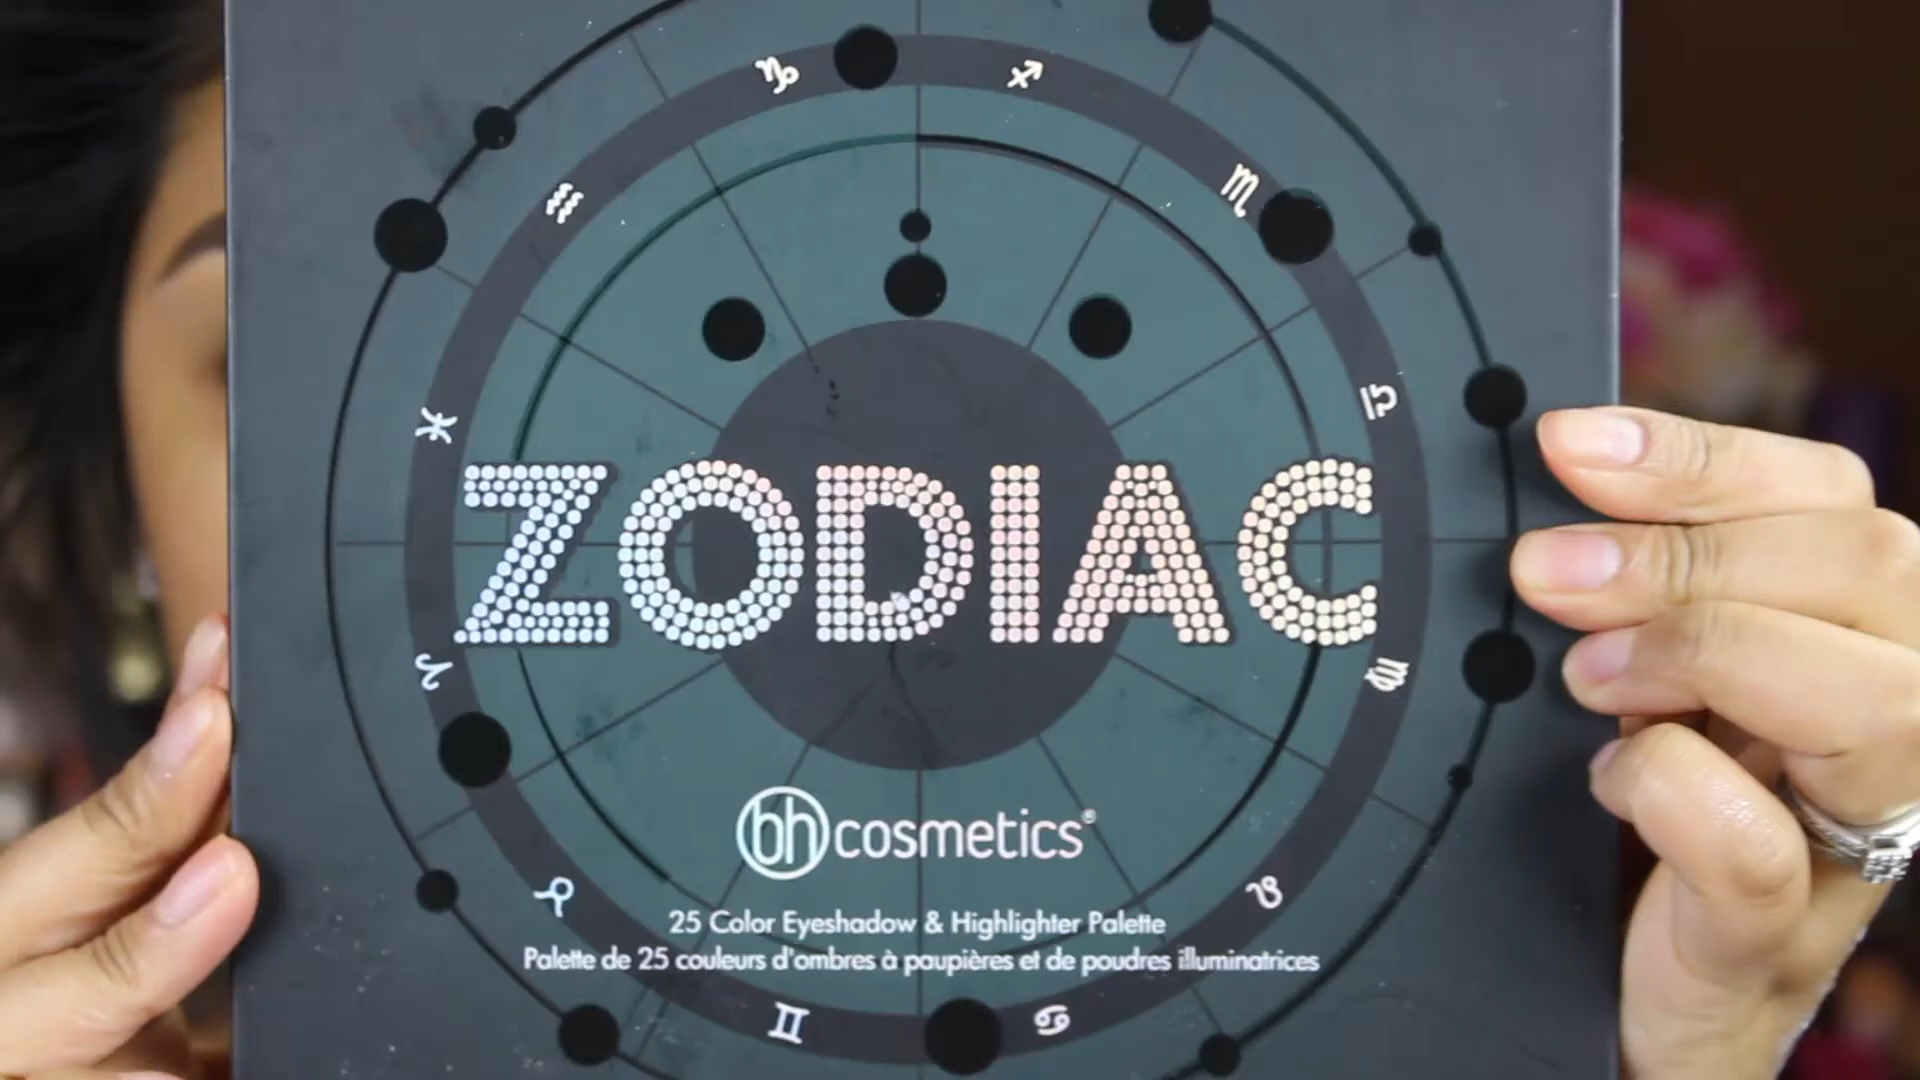 ZODIAC
bh cosmetics®
25 Color Eyeshadow & Highlighter Palette
Palette de 25 couleurs d'ombres à paupières et de poudres illuminatrices